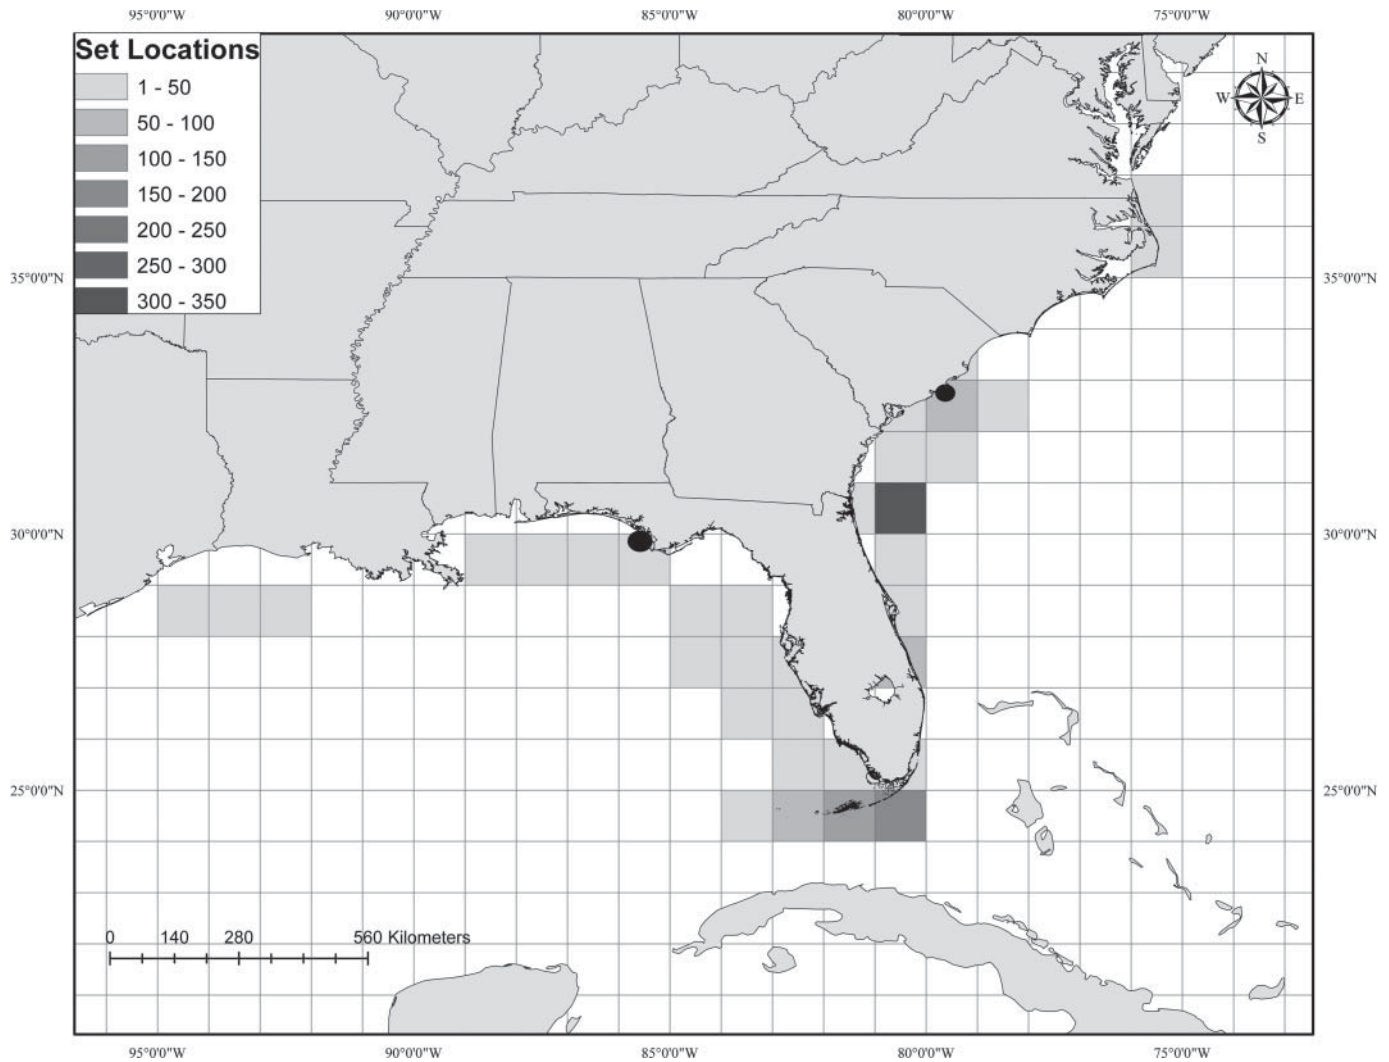 95°0'0"W 90°0'0"W 85°0'0"W 80°0'0"W 75°0'0"W
Set Locations
1 - 50
50 - 100
100 - 150
150 - 200
200 - 250
250 - 300
300 - 350
N
W E
S
35°0'0"N 35°0'0"N
30°0'0"N 30°0'0"N
25°0'0"N 25°0'0"N
0 140 280 560 Kilometers
95°0'0"W 90°0'0"W 85°0'0"W 80°0'0"W 75°0'0"W